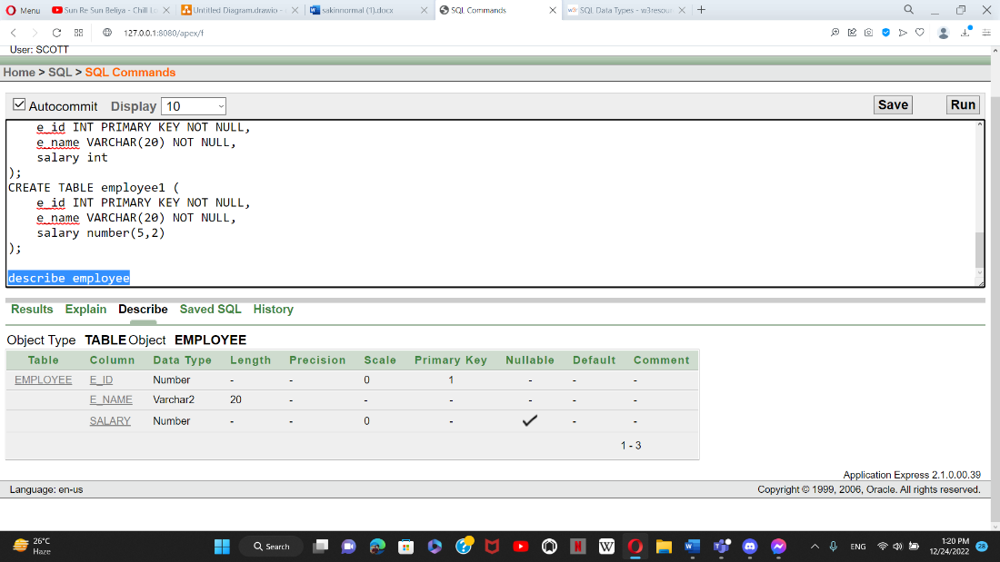 Menu
Sun Re Sun Beliya - Chill Lo
Untitled Diagram.drawio -
sakinnormal (1).docx
SQL Commands
SQL Data Types - w3resou
127.0.0.1:8080/apex/f
User: SCOTT
Home > SQL > SQL Commands
Autocommit Display 10 Save Run
e_id INT PRIMARY KEY NOT NULL,
e_name VARCHAR(20) NOT NULL,
salary int
);
CREATE TABLE employee1 (
e_id INT PRIMARY KEY NOT NULL,
e_name VARCHAR(20) NOT NULL,
salary number(5,2)
);
describe employee
Results Explain Describe Saved SQL History
Object Type TABLE Object EMPLOYEE
Table Column Data Type Length Precision Scale Primary Key Nullable Default Comment
EMPLOYEE E_ID Number - - 0 1 - - -
E_NAME Varchar2 20 - - - - - -
SALARY Number - - 0 - - -
1 - 3
Application Express 2.1.0.00.39
Language: en-us Copyright © 1999, 2006, Oracle. All rights reserved.
26°C
Haze
Search
ENG
1:20 PM
12/24/2022
28